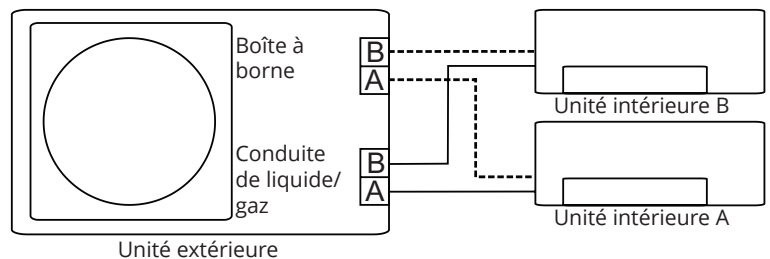 Boîte à
borne
B
A
Conduite
de liquide/
gaz
B
A
Unité extérieure
Unité intérieure B
Unité intérieure A